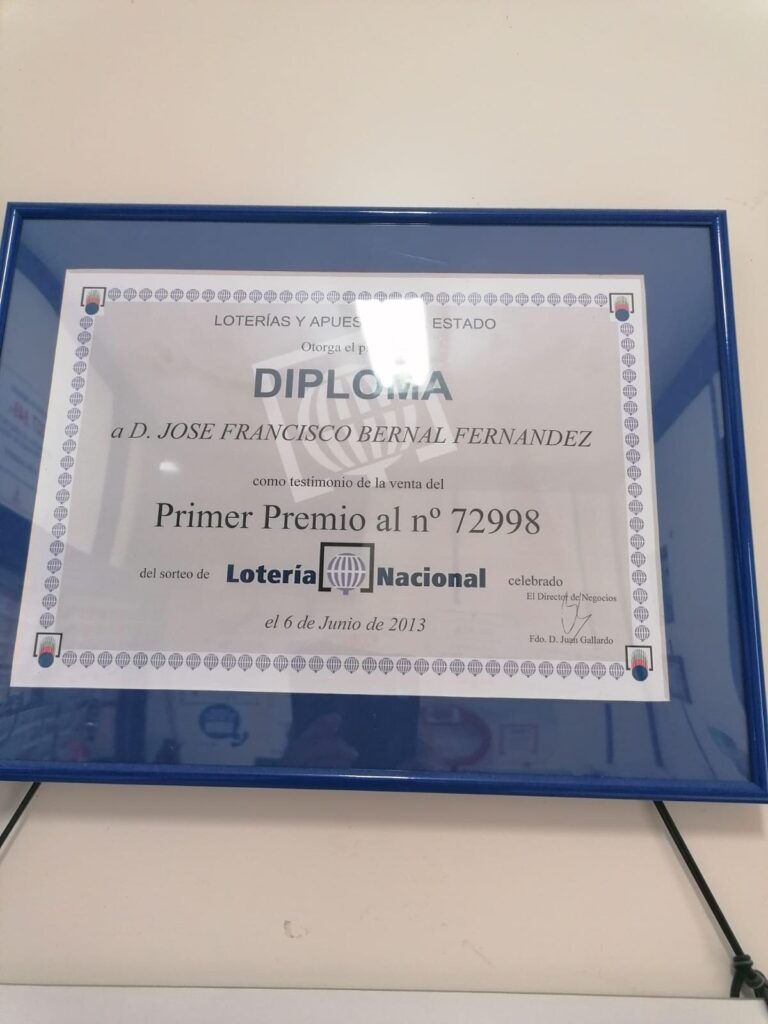 LOTERÍAS Y APUES ESTADO
Otorga el
DIPLOMA
a D. JOSE FRANCISCO BERNAL FERNANDEZ
como testimonio de la venta del
Primer Premio al nº 72998
del sorteo de Lotería Nacional celebrado
El Director de Negocios
el 6 de Junio de 2013
Fdo. D. Juan Gallardo